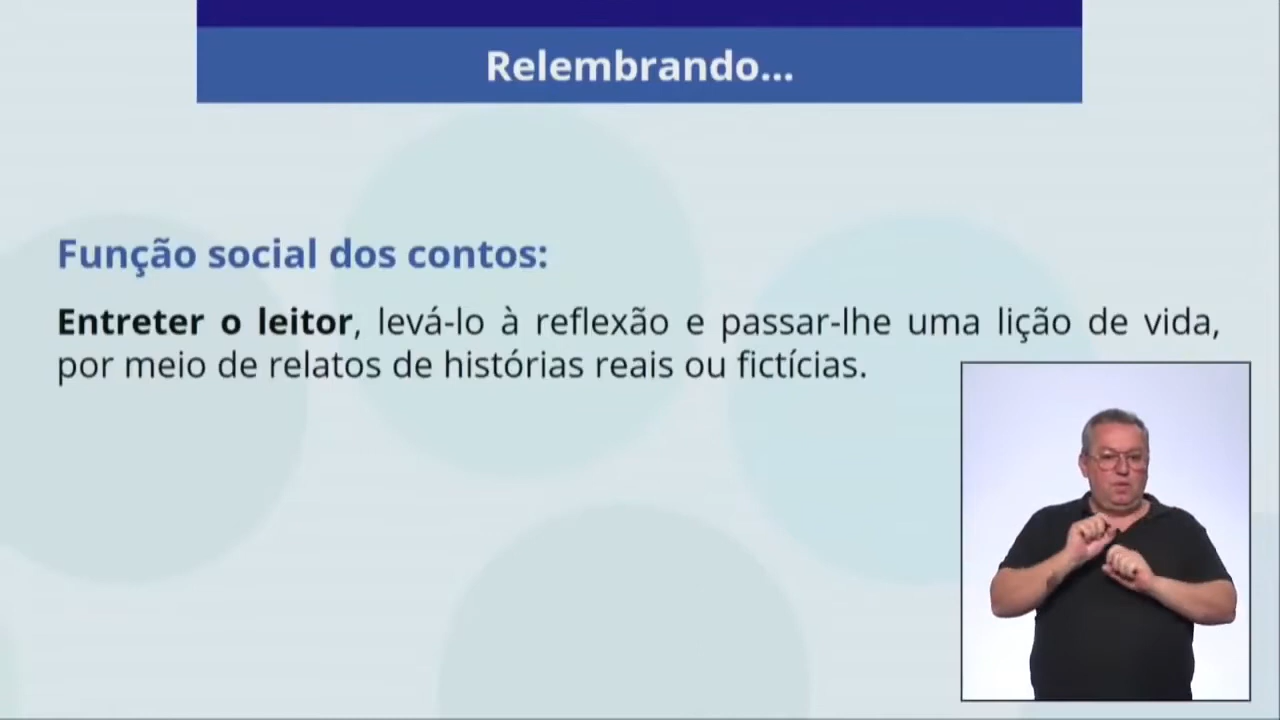 Relembrando...
Função social dos contos:
Entreter o leitor, levá-lo à reflexão e passar-lhe uma lição de vida,
por meio de relatos de histórias reais ou fictícias.